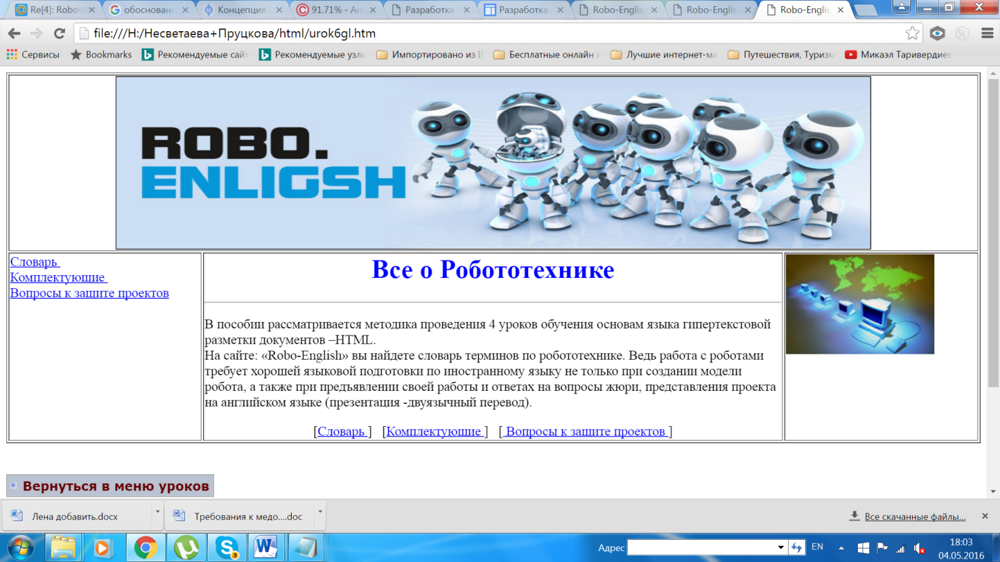 Re[4]: Robo-
обоснован
Концепция
91.71% - Ан
Разработка
Разработка
Robo-Englis
Robo-Englis
Robo-Englis
file:///H:/Несветаева+Пруцкова/html/urok6gl.htm
Сервисы
Bookmarks
Рекомендуемые сайт
Рекомендуемые узль
Импортировано из I
Бесплатные онлайн и
Лучшие интернет-ма
Путешествия, Туризм
Микаэл Таривердиев
ROBO.
ENLIGSH
Словарь
Комплектующие
Вопросы к защите проектов
Все о Робототехнике
В пособии рассматривается методика проведения 4 уроков обучения основам языка гипертекстовой
разметки документов –HTML.
На сайте: «Robo-English» вы найдете словарь терминов по робототехнике. Ведь работа с роботами
требует хорошей языковой подготовки по иностранному языку не только при создании модели
робота, а также при предъявлении своей работы и ответах на вопросы жюри, представления проекта
на английском языке (презентация -двуязычный перевод).
[Словарь ] [Комплектующие ] [ Вопросы к защите проектов ]
Вернуться в меню уроков
Лена добавить.docx
Требования к медо....doc
Все скачанные файлы...
Адрес
EN
18:03
04.05.2016